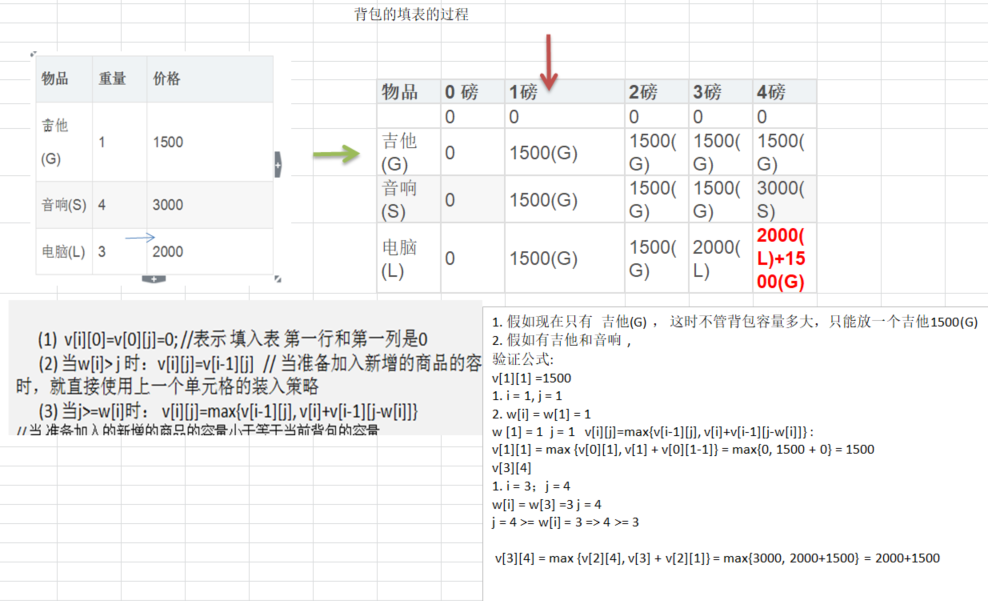 背包的填表的过程
物品 重量 价格
吉他
(G) 1 1500
音响(S) 4 3000
电脑(L) 3 2000
物品 0 磅 1磅 2磅 3磅 4磅
0 0 0 0 0
吉他(G) 0 1500(G) 1500(G) 1500(G) 1500(G)
音响(S) 0 1500(G) 1500(G) 1500(G) 3000(S)
电脑(L) 0 1500(G) 1500(G) 2000(L) 2000(L)+1500(G)
(1) v[i][0]=v[0][j]=0; //表示 填入表 第一行和第一列是0
(2) 当w[i]> j 时：v[i][j]=v[i-1][j] // 当准备加入新增的商品的容
时，就直接使用上一个单元格的装入策略
(3) 当j>=w[i]时： v[i][j]=max{v[i-1][j], v[i]+v[i-1][j-w[i]]}
// 当 准备加入的新增的商品的容量小于等于当前背包的容量
1. 假如现在只有 吉他(G) ， 这时不管背包容量多大，只能放一个吉他1500(G)
2. 假如有吉他和音响 ,
验证公式:
v[1][1] =1500
1. i = 1, j = 1
2. w[i] = w[1] = 1
w [1] = 1 j = 1 v[i][j]=max{v[i-1][j], v[i]+v[i-1][j-w[i]]} :
v[1][1] = max {v[0][1], v[1] + v[0][1-1]} = max{0, 1500 + 0} = 1500
v[3][4]
1. i = 3；j = 4
w[i] = w[3] =3 j = 4
j = 4 >= w[i] = 3 => 4 >= 3
v[3][4] = max {v[2][4], v[3] + v[2][1]} = max{3000, 2000+1500} = 2000+1500